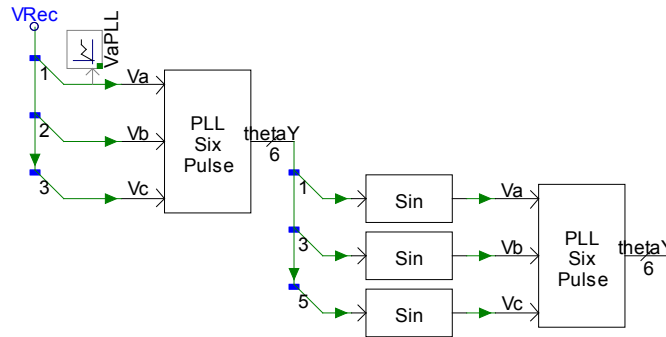 VRec
VaPLL
1
Va
2
Vb
3
Vc
PLL
Six
Pulse
thetaY
6
1
Sin
Va
3
Sin
Vb
5
Sin
Vc
PLL
Six
Pulse
thetaY
6